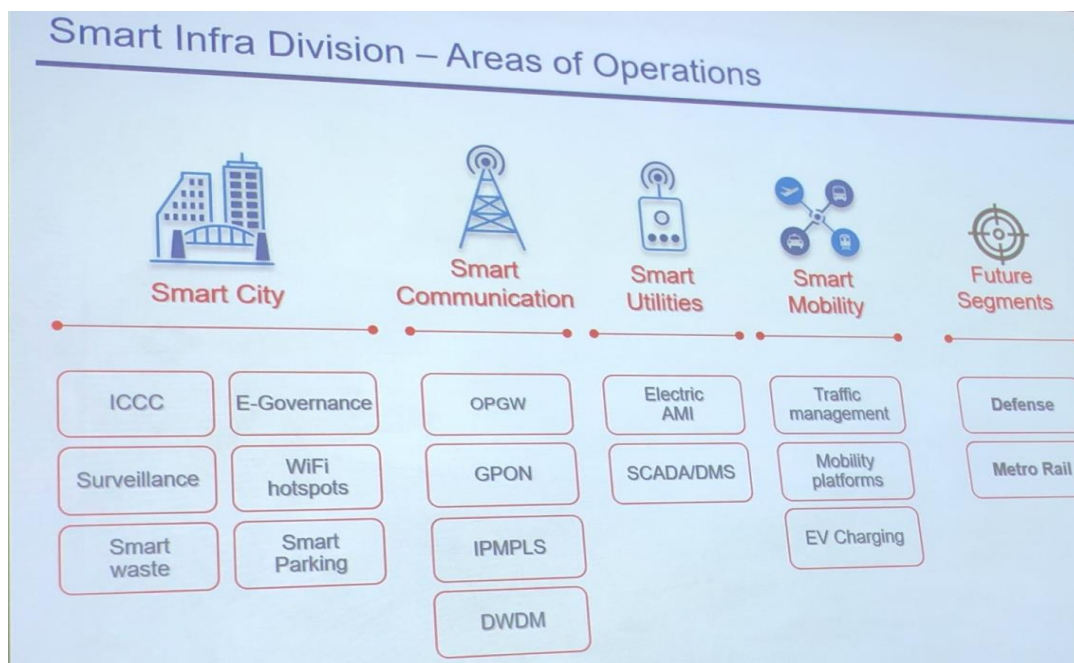 Smart Infra Division – Areas of Operations
Smart City
Smart
Communication
Smart
Utilities
Smart
Mobility
Future
Segments
ICCC
E-Governance
Surveillance
WiFi
hotspots
Smart
waste
Smart
Parking
OPGW
GPON
IPMPLS
DWDM
Electric
AMI
SCADA/DMS
Traffic
management
Mobility
platforms
EV Charging
Defense
Metro Rail